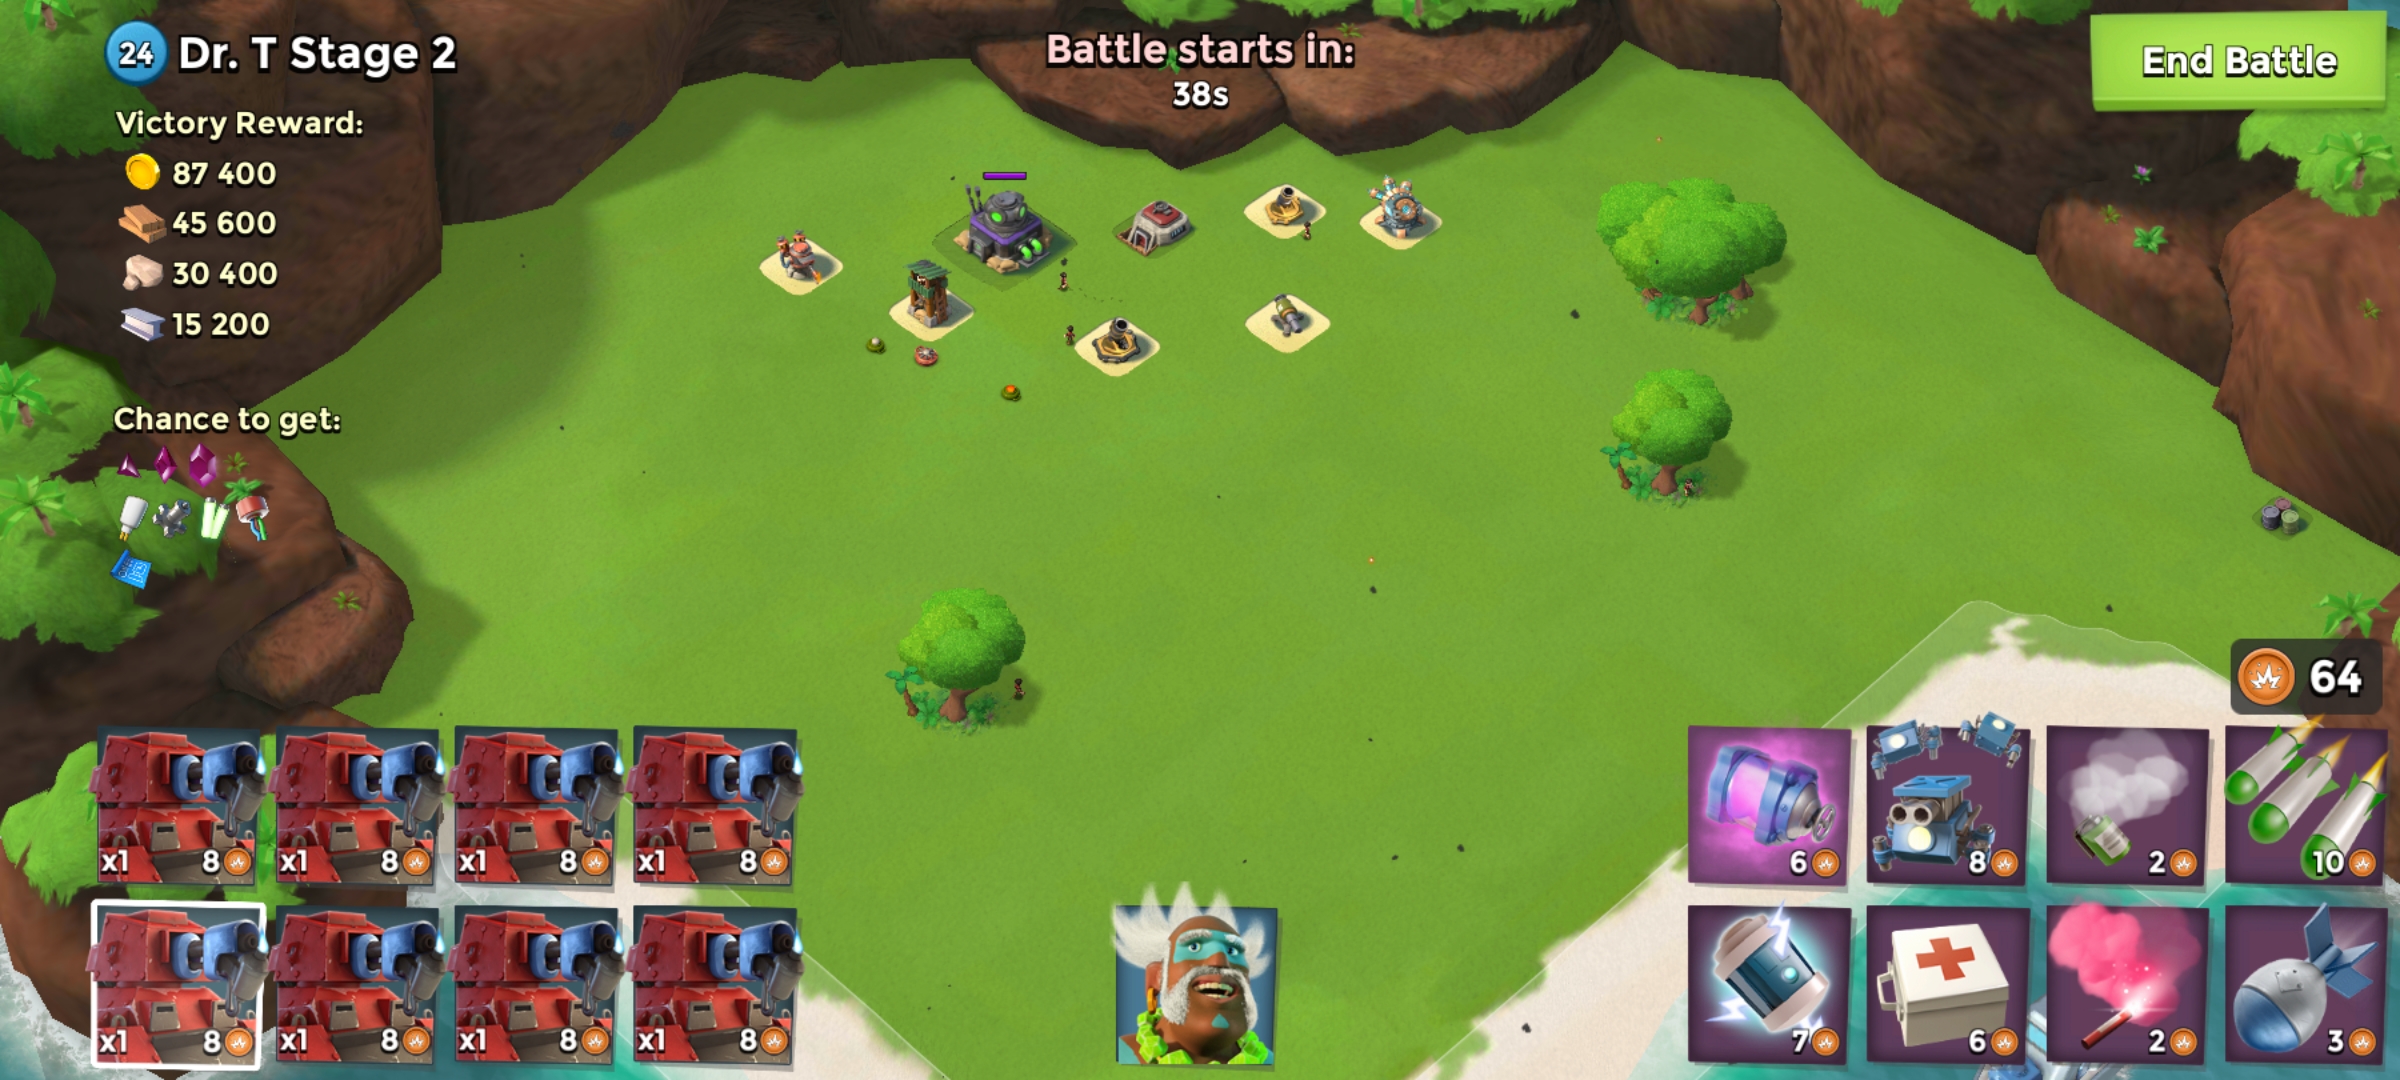 24 Dr. T Stage 2
Battle starts in:
38s
End Battle
Victory Reward:
87 400
45 600
30 400
15 200
Chance to get:
64
x1 8
x1 8
x1 8
x1 8
6
8
2
10
x1 8
x1 8
x1 8
x1 8
7
6
2
3